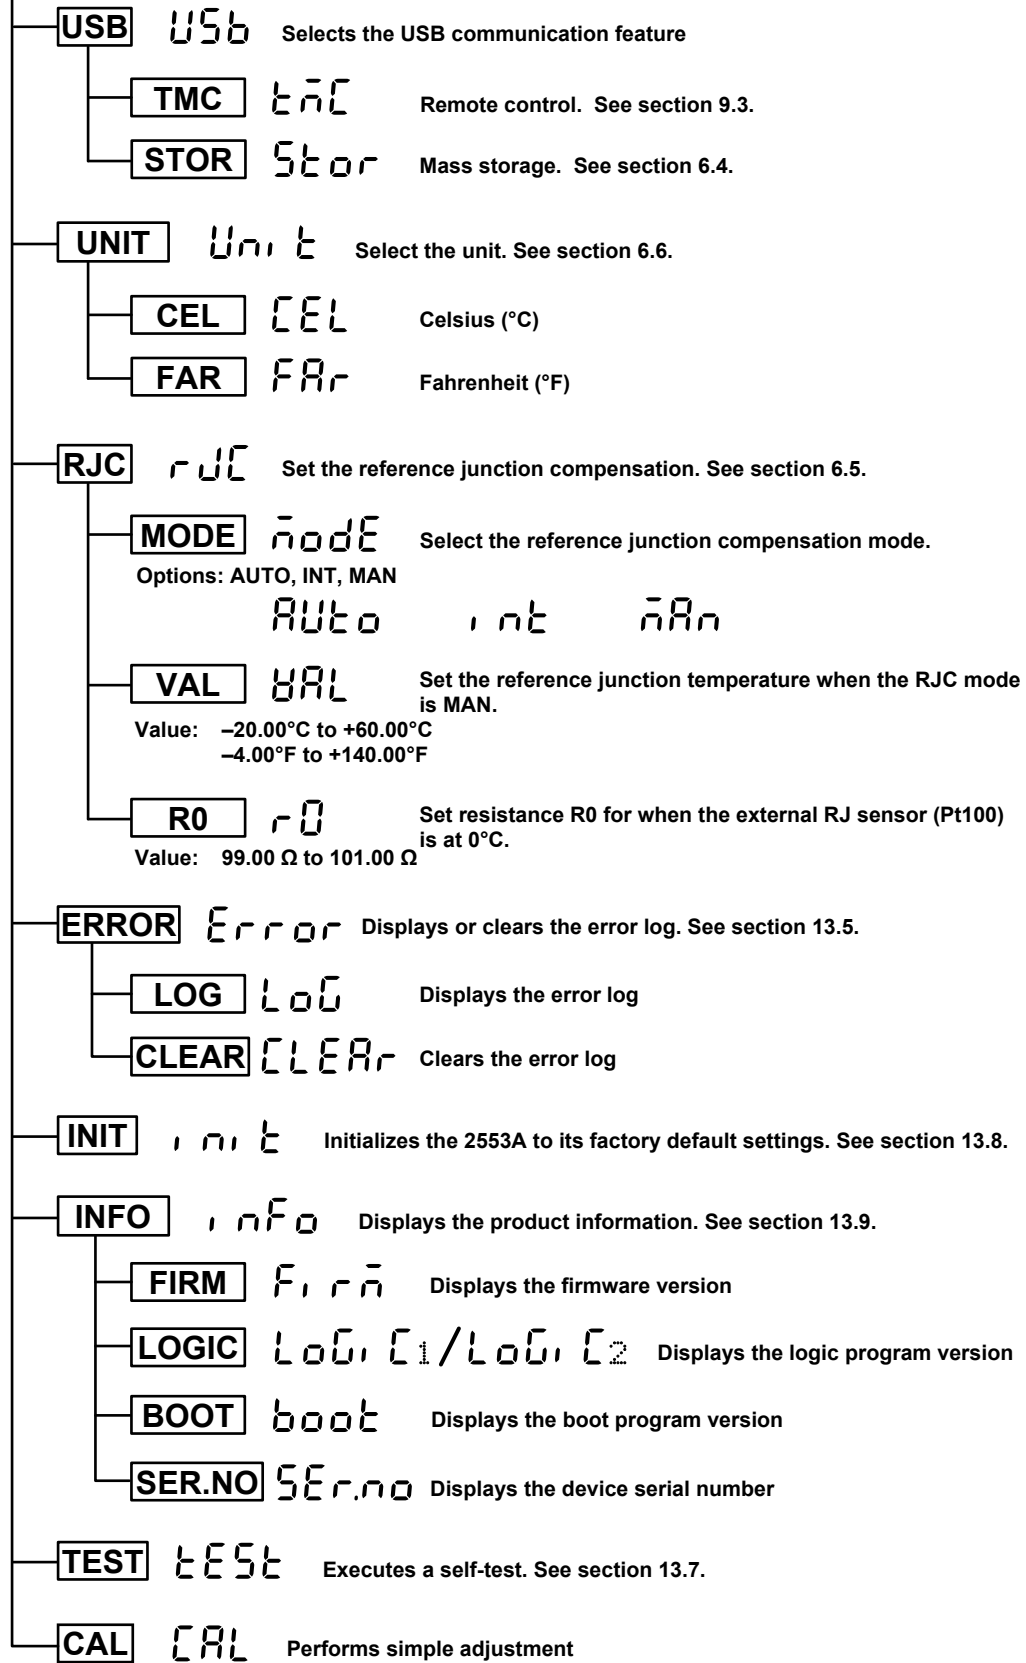 USB USb Selects the USB communication feature
TMC tmC Remote control. See section 9.3.
STOR Stor Mass storage. See section 6.4.
UNIT Unit Select the unit. See section 6.6.
CEL CEL Celsius (°C)
FAR FAr Fahrenheit (°F)
RJC rJC Set the reference junction compensation. See section 6.5.
MODE modE Select the reference junction compensation mode.
Options: AUTO, INT, MAN
AUto int mAn
VAL VAL Set the reference junction temperature when the RJC mode
is MAN.
Value: –20.00°C to +60.00°C
–4.00°F to +140.00°F
R0 r0 Set resistance R0 for when the external RJ sensor (Pt100)
is at 0°C.
Value: 99.00 Ω to 101.00 Ω
ERROR Error Displays or clears the error log. See section 13.5.
LOG LoG Displays the error log
CLEAR CLEAr Clears the error log
INIT init Initializes the 2553A to its factory default settings. See section 13.8.
INFO inFo Displays the product information. See section 13.9.
FIRM Firm Displays the firmware version
LOGIC LoGiC1/LoGiC2 Displays the logic program version
BOOT boot Displays the boot program version
SER.NO SEr.no Displays the device serial number
TEST tESt Executes a self-test. See section 13.7.
CAL CAL Performs simple adjustment